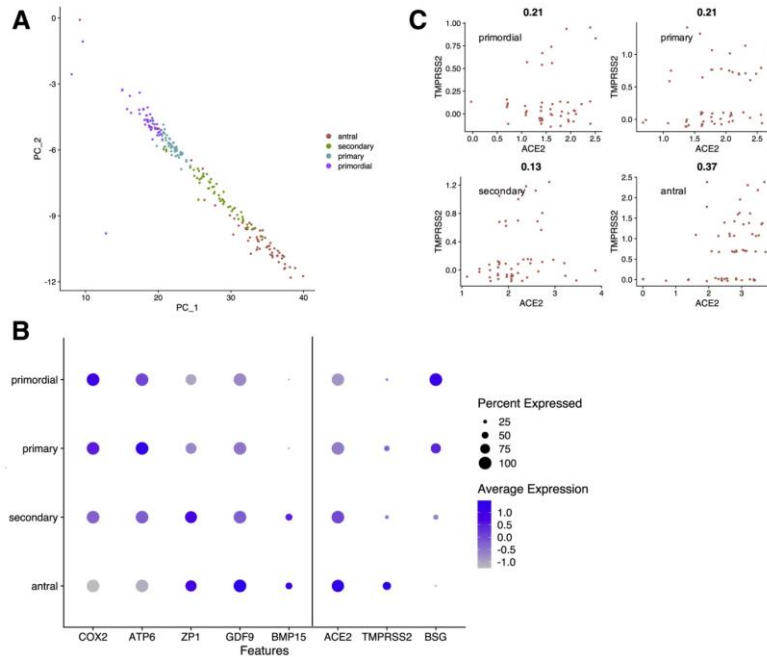 A
0
-3
-6
-9
-12
PC_2
10
20
30
40
PC_1
antral
secondary
primary
primordial
C
0.21
primordial
1.00
0.75
0.50
0.25
0.00
TMPRSS2
0.0
0.5
1.0
1.5
2.0
2.5
ACE2
0.21
primary
1.0
0.5
0.0
TMPRSS2
1.0
1.5
2.0
2.5
ACE2
0.13
secondary
1.2
0.8
0.4
0.0
TMPRSS2
1
2
3
4
ACE2
0.37
antral
2.5
2.0
1.5
1.0
0.5
0.0
TMPRSS2
0
1
2
3
ACE2
B
primordial
primary
secondary
antral
COX2
ATP6
ZP1
GDF9
BMP15
ACE2
TMPRSS2
BSG
Features
Percent Expressed
25
50
75
100
Average Expression
1.0
0.5
0.0
-0.5
-1.0